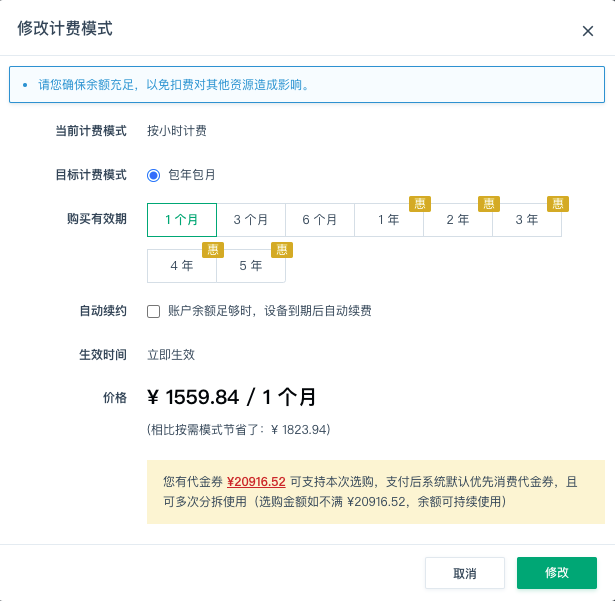 修改计费模式
请您确保余额充足，以免扣费对其他资源造成影响。
当前计费模式 按小时计费
目标计费模式 包年包月
购买有效期 1 个月 3 个月 6 个月 1 年 惠 2 年 惠 3 年 惠
4 年 惠 5 年 惠
自动续约 账户余额足够时，设备到期后自动续费
生效时间 立即生效
价格 ¥ 1559.84 / 1 个月
(相比按需模式节省了：¥ 1823.94)
您有代金券 ¥20916.52 可支持本次选购，支付后系统默认优先消费代金券，且
可多次分拆使用（选购金额如不满 ¥20916.52，余额可持续使用）
取消 修改